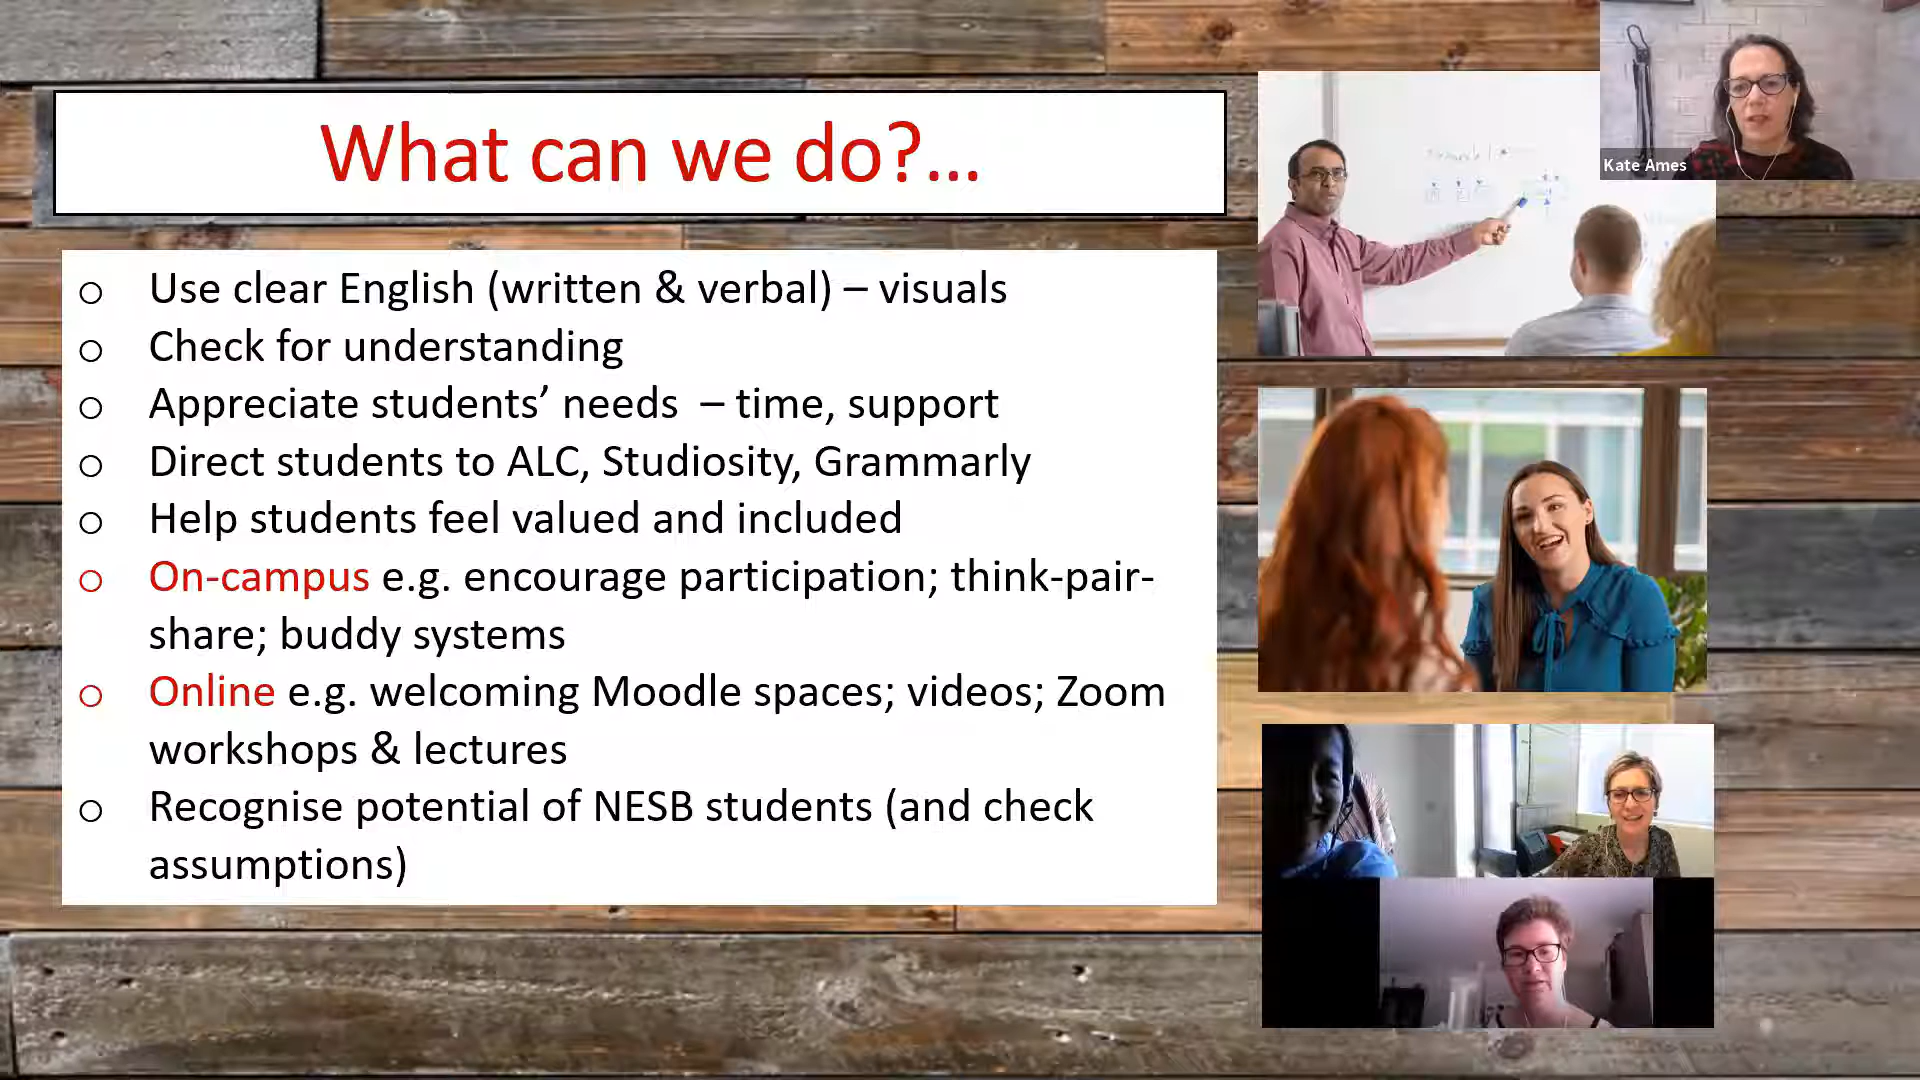 What can we do?...
Kate Ames
o Use clear English (written & verbal) – visuals
o Check for understanding
o Appreciate students’ needs – time, support
o Direct students to ALC, Studiosity, Grammarly
o Help students feel valued and included
o On-campus e.g. encourage participation; think-pair-
share; buddy systems
o Online e.g. welcoming Moodle spaces; videos; Zoom
workshops & lectures
o Recognise potential of NESB students (and check
assumptions)